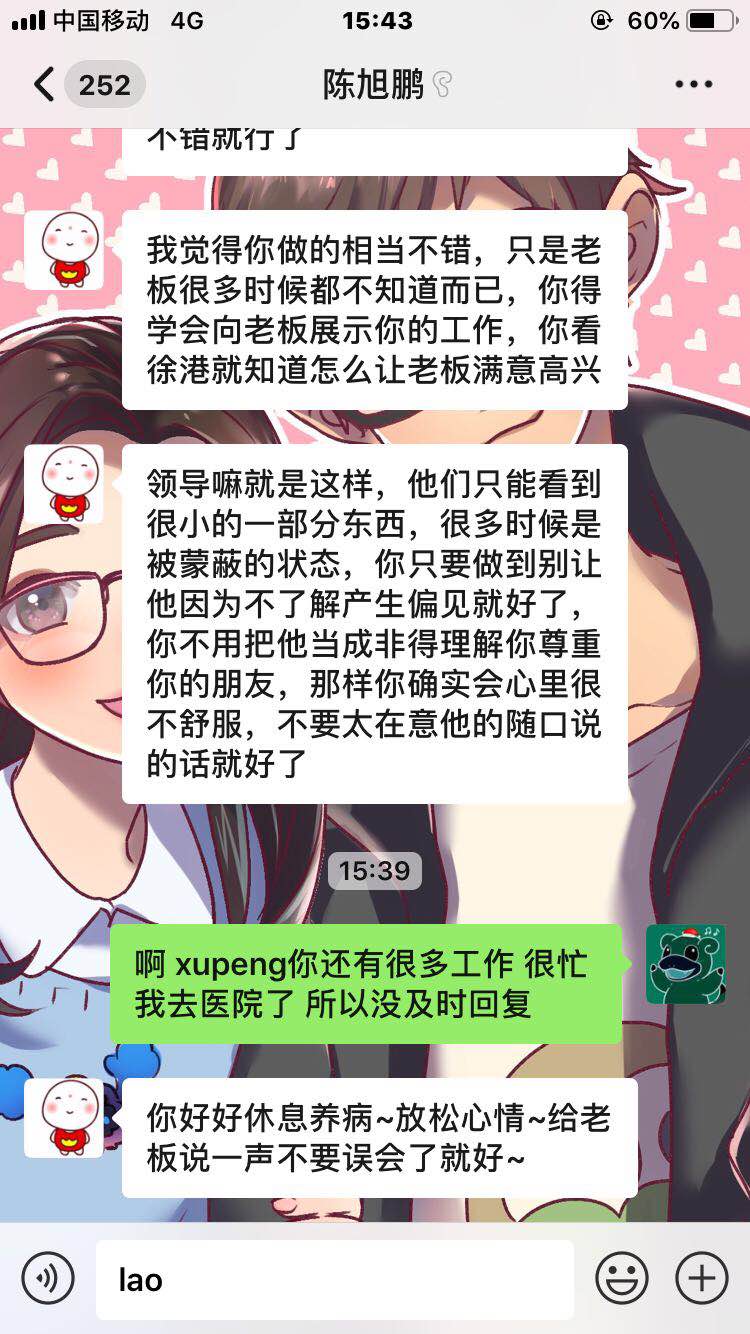 中国移动 4G 15:43 60%
252 陈旭鹏
不错就行了
我觉得你做的相当不错，只是老
板很多时候都不知道而已，你得
学会向老板展示你的工作，你看
徐港就知道怎么让老板满意高兴
领导嘛就是这样，他们只能看到
很小的一部分东西，很多时候是
被蒙蔽的状态，你只要做到别让
他因为不了解产生偏见就好了，
你不用把他当成非得理解你尊重
你的朋友，那样你确实会心里很
不舒服，不要太在意他的随口说
的话就好了
15:39
啊 xupeng你还有很多工作 很忙
我去医院了 所以没及时回复
你好好休息养病~放松心情~给老
板说一声不要误会了就好~
lao